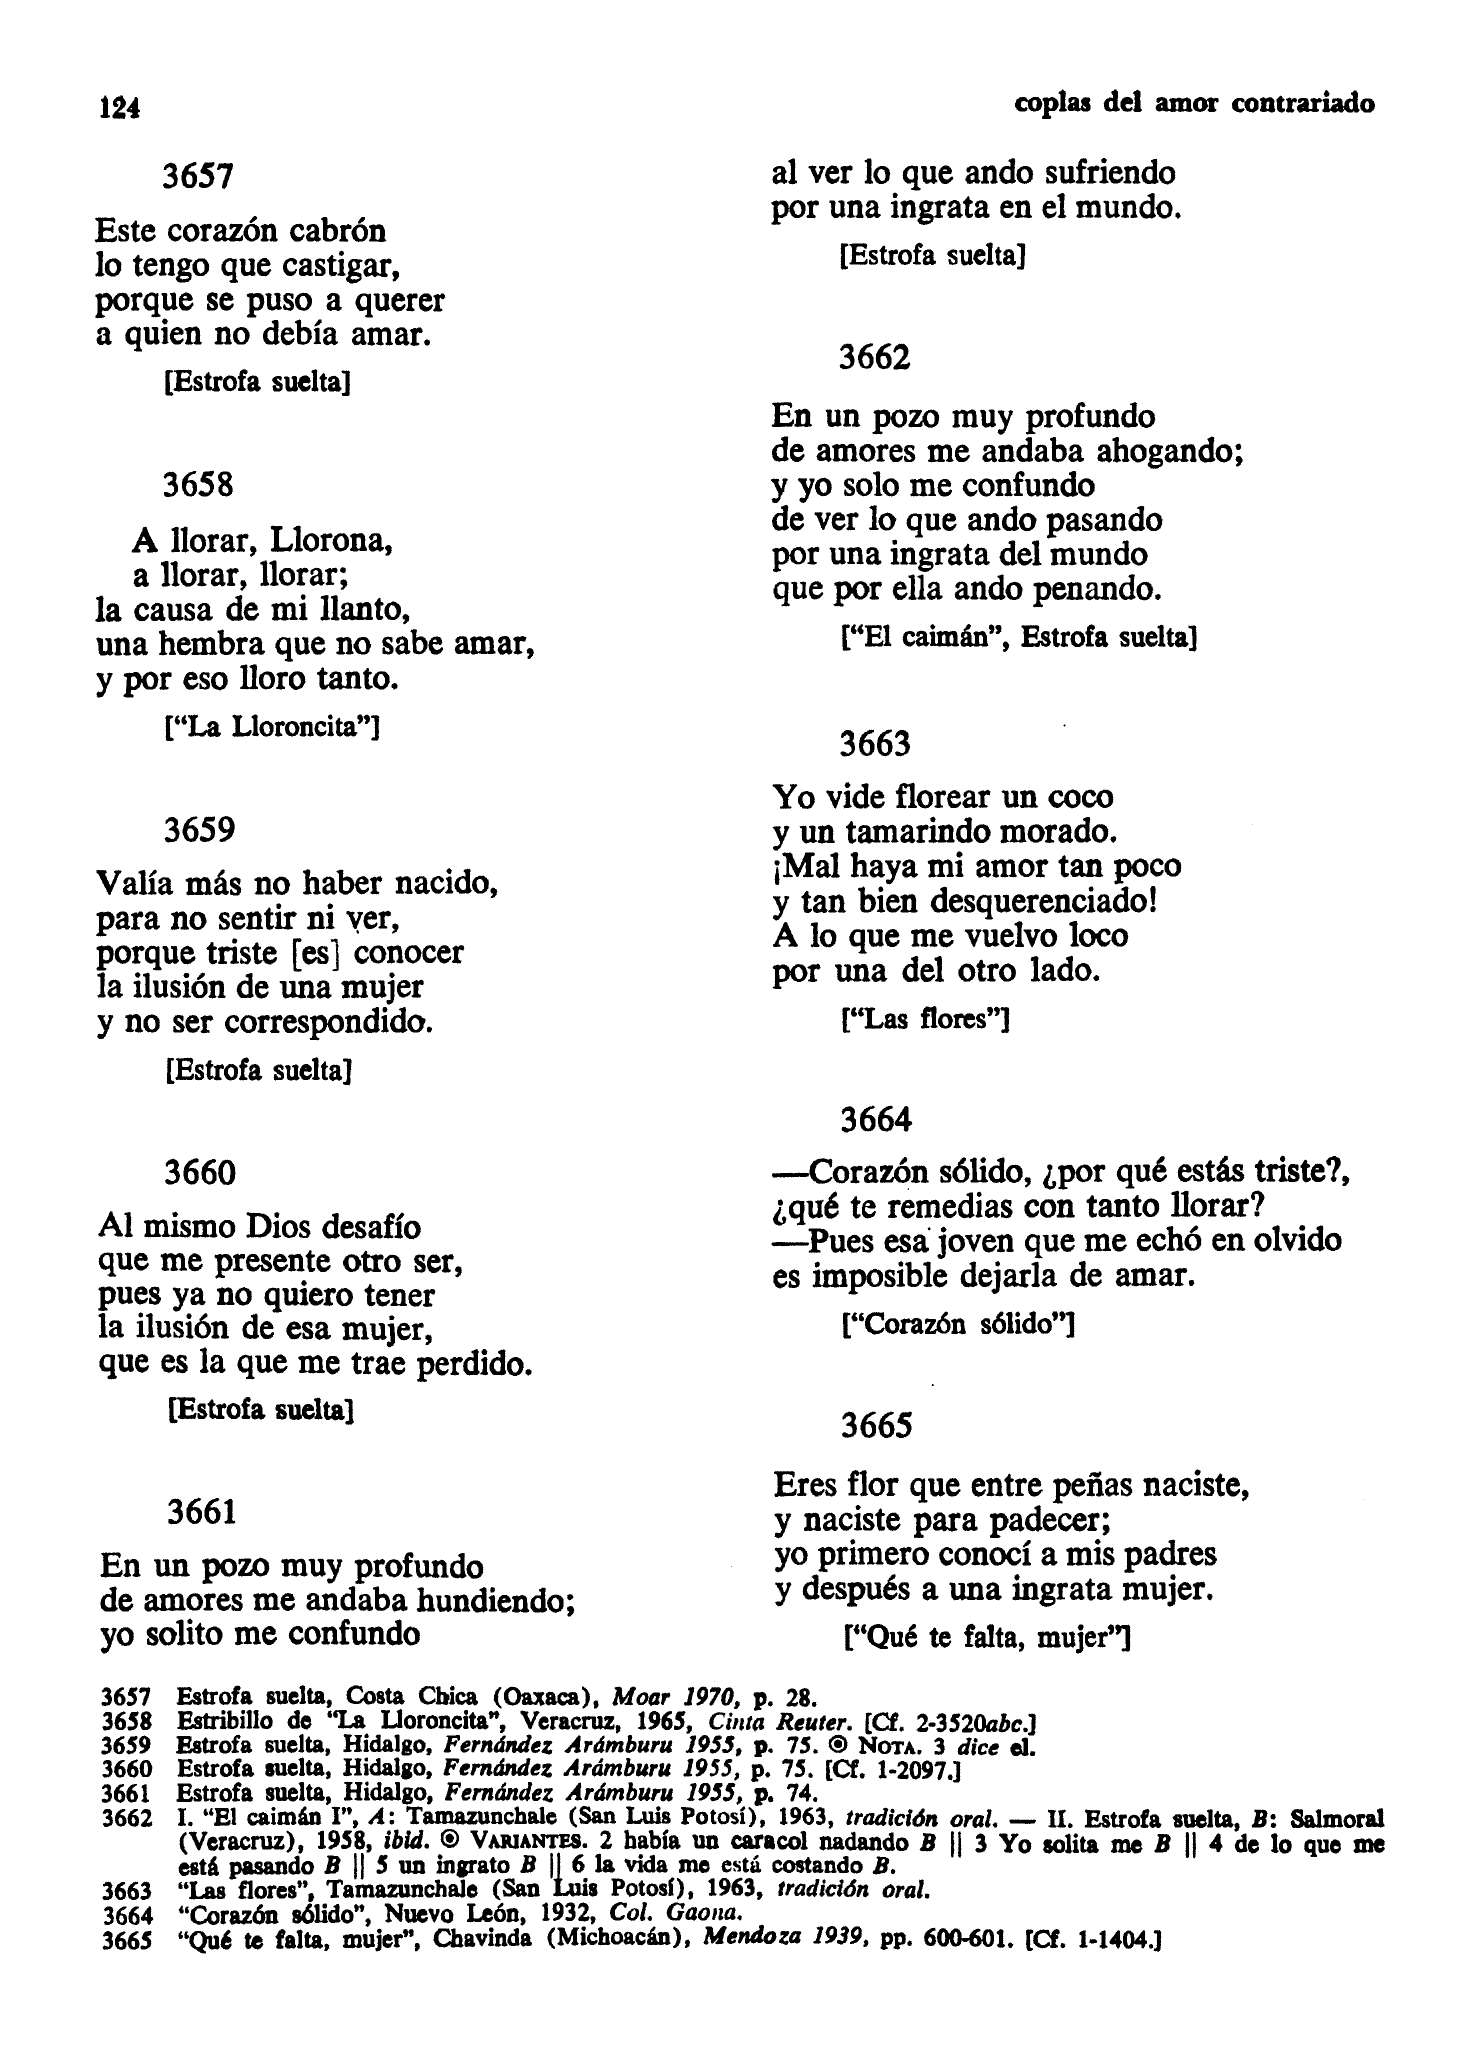 124
coplas del amor contrariado
3657
Este corazón cabrón
lo tengo que castigar,
porque se puso a querer
a quien no debía amar.
[Estrofa suelta]
3658
A llorar, Llorona,
a llorar, llorar;
la causa de mi llanto,
una hembra que no sabe amar,
y por eso lloro tanto.
[“La Lloroncita”]
3659
Valía más no haber nacido,
para no sentir ni ver,
porque triste [es] conocer
la ilusión de una mujer
y no ser correspondido.
[Estrofa suelta]
3660
Al mismo Dios desafío
que me presente otro ser,
pues ya no quiero tener
la ilusión de esa mujer,
que es la que me trae perdido.
[Estrofa suelta]
3661
En un pozo muy profundo
de amores me andaba hundiendo;
yo solito me confundo
al ver lo que ando sufriendo
por una ingrata en el mundo.
[Estrofa suelta]
3662
En un pozo muy profundo
de amores me andaba ahogando;
y yo solo me confundo
de ver lo que ando pasando
por una ingrata del mundo
que por ella ando penando.
[“El caimán”, Estrofa suelta]
3663
Yo vide florear un coco
y un tamarindo morado.
¡Mal haya mi amor tan poco
y tan bien desquerenciado!
A lo que me vuelvo loco
por una del otro lado.
[“Las flores”]
3664
—Corazón sólido, ¿por qué estás triste?,
¿qué te remedias con tanto llorar?
—Pues esa joven que me echó en olvido
es imposible dejarla de amar.
[“Corazón sólido”]
3665
Eres flor que entre peñas naciste,
y naciste para padecer;
yo primero conocí a mis padres
y después a una ingrata mujer.
[“Qué te falta, mujer”]
3657 Estrofa suelta, Costa Chica (Oaxaca), Moar 1970, p. 28.
3658 Estribillo de “La Lloroncita”, Veracruz, 1965, Cinta Reuter. [Cf. 2-3520abc.]
3659 Estrofa suelta, Hidalgo, Fernández Arámburu 1955, p. 75. ⊙ NOTA. 3 dice el.
3660 Estrofa suelta, Hidalgo, Fernández Arámburu 1955, p. 75. [Cf. 1-2097.]
3661 Estrofa suelta, Hidalgo, Fernández Arámburu 1955, p. 74.
3662 I. “El caimán I”, A: Tamazunchale (San Luis Potosí), 1963, tradición oral. — II. Estrofa suelta, B: Salmoral
(Veracruz), 1958, ibid. ⊙ VARIANTES. 2 había un caracol nadando B || 3 Yo solita me B || 4 de lo que me
está pasando B || 5 un ingrato B || 6 la vida me está costando B.
3663 “Las flores”, Tamazunchale (San Luis Potosí), 1963, tradición oral.
3664 “Corazón sólido”, Nuevo León, 1932, Col. Gaona.
3665 “Qué te falta, mujer”, Chavinda (Michoacán), Mendoza 1939, pp. 600-601. [Cf. 1-1404.]